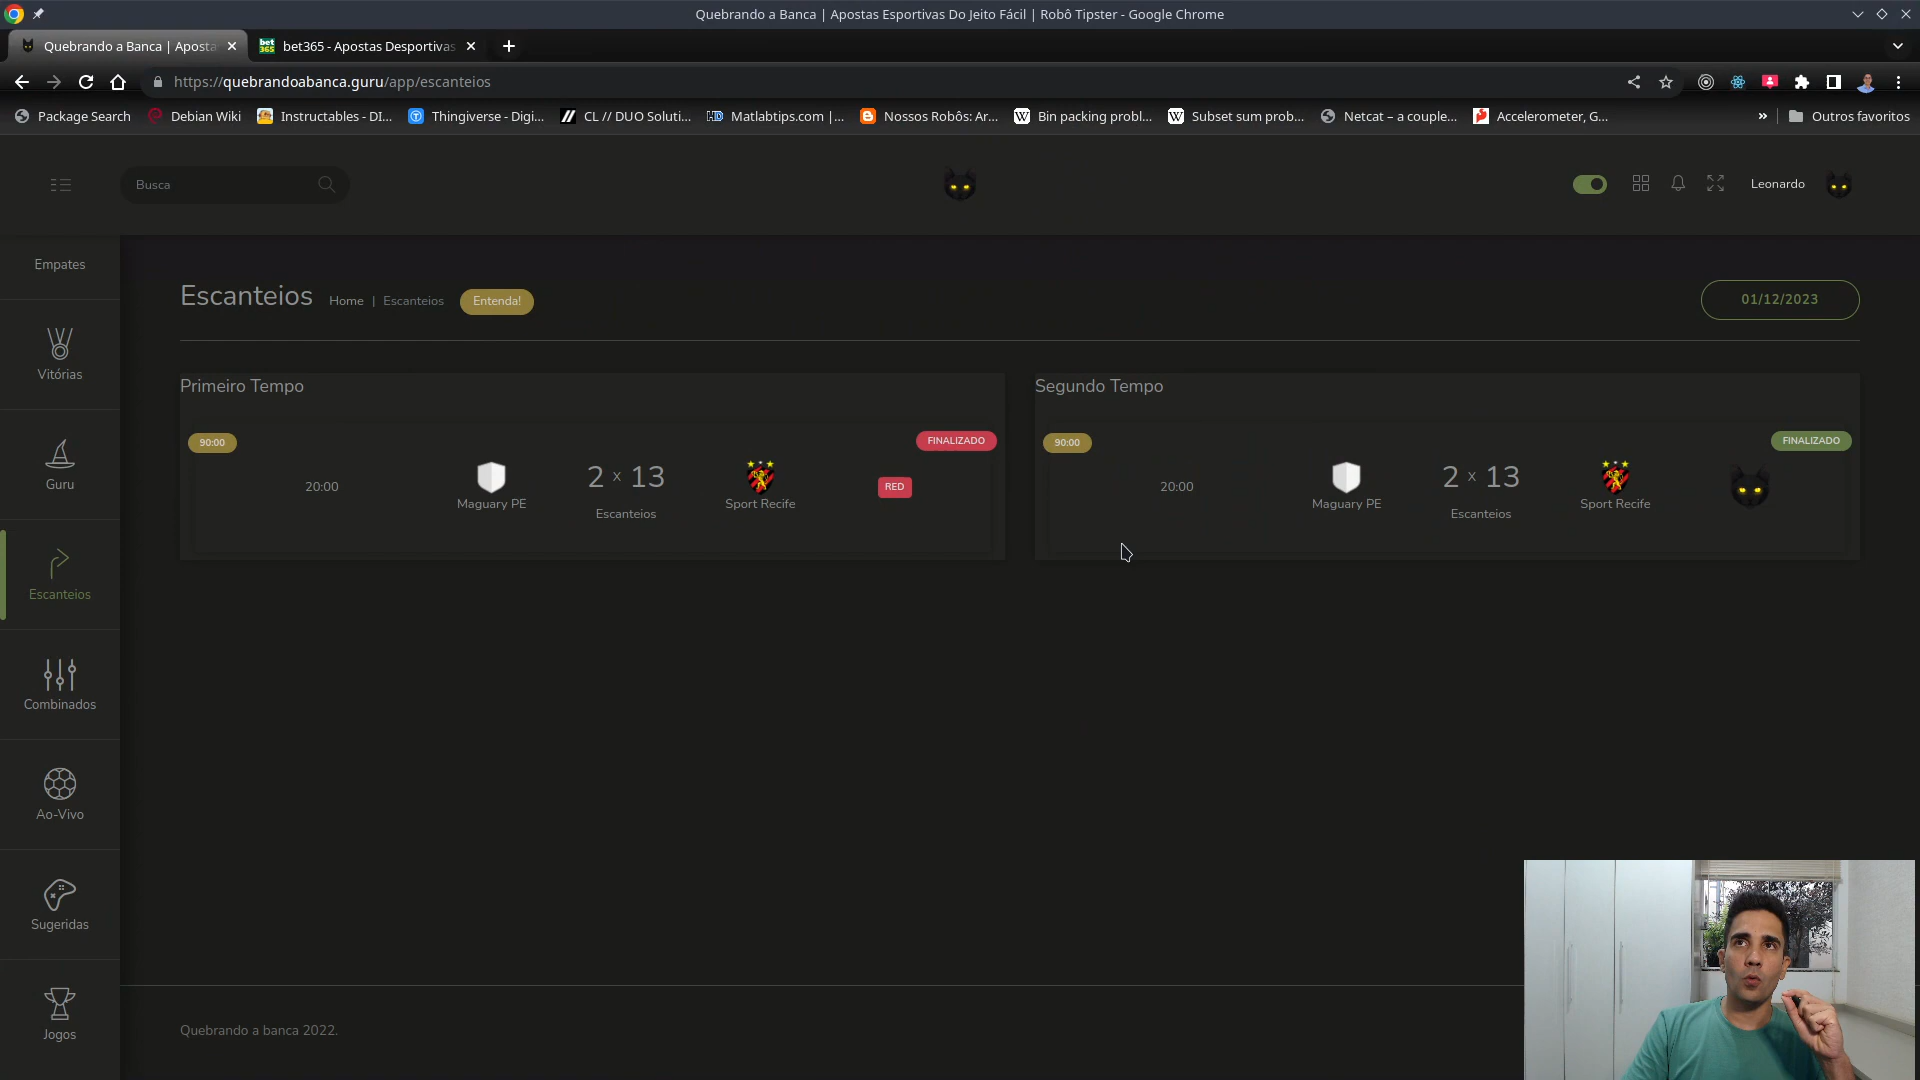 Quebrando a Banca | Apostas Esportivas Do Jeito Fácil | Robô Tipster - Google Chrome
Quebrando a Banca | Aposta
bet365 - Apostas Desportivas
https://quebrandoabanca.guru/app/escanteios
Package Search
Debian Wiki
Instructables - DI...
Thingiverse - Digi...
CL // DUO Soluti...
Matlabtips.com |...
Nossos Robôs: Ar...
Bin packing probl...
Subset sum prob...
Netcat – a couple...
Accelerometer, G...
»
Outros favoritos
Busca
Leonardo
Empates
Vitórias
Guru
Escanteios
Combinados
Ao-Vivo
Sugeridas
Jogos
Escanteios
Home | Escanteios
Entenda!
01/12/2023
Primeiro Tempo
90:00
FINALIZADO
20:00
Maguary PE
2 x 13
Escanteios
Sport Recife
RED
Segundo Tempo
90:00
FINALIZADO
20:00
Maguary PE
2 x 13
Escanteios
Sport Recife
Quebrando a banca 2022.